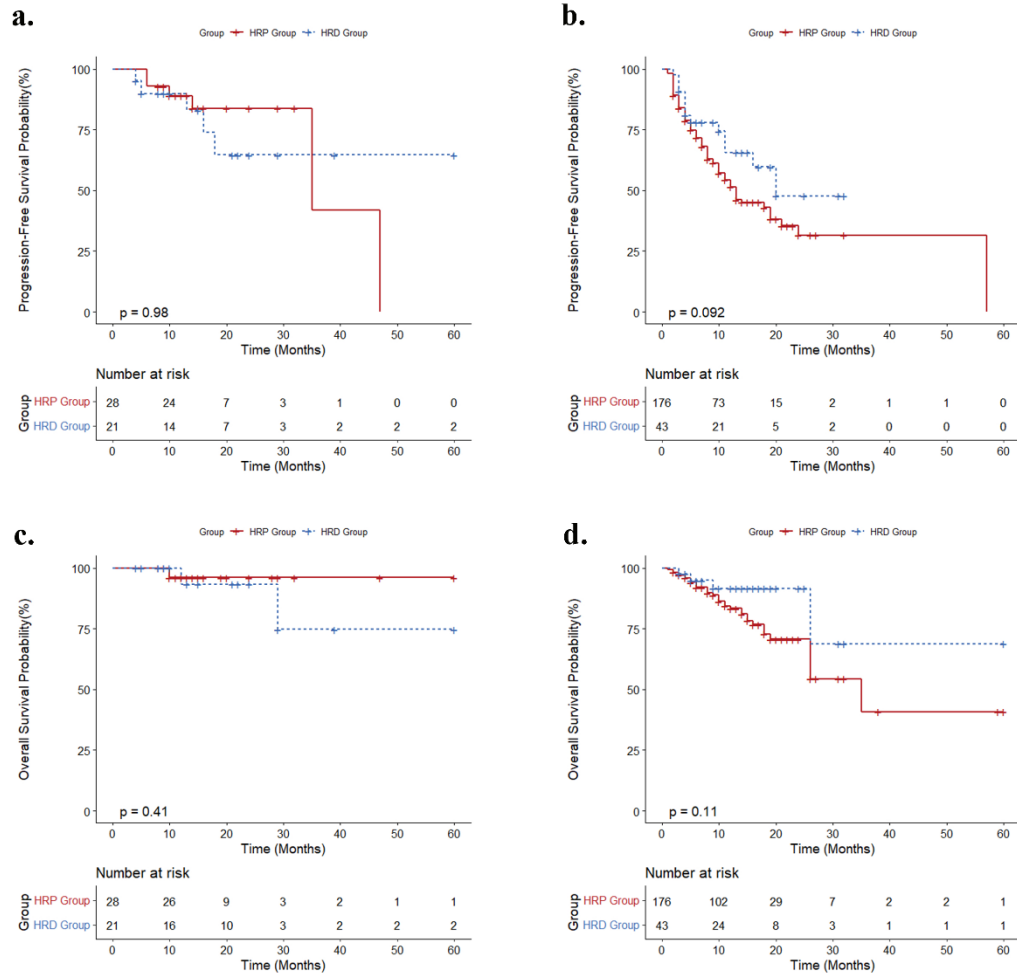 a.
Group HRP Group HRD Group
Progression-Free Survival Probability(%)
100
75
50
25
0
p = 0.98
0 10 20 30 40 50 60
Time (Months)
Number at risk
Group
HRP Group 28 24 7 3 1 0 0
HRD Group 21 14 7 3 2 2 2
0 10 20 30 40 50 60
Time (Months)
b.
Group HRP Group HRD Group
Progression-Free Survival Probability(%)
100
75
50
25
0
p = 0.092
0 10 20 30 40 50 60
Time (Months)
Number at risk
Group
HRP Group 176 73 15 2 1 1 0
HRD Group 43 21 5 2 0 0 0
0 10 20 30 40 50 60
Time (Months)
c.
Group HRP Group HRD Group
Overall Survival Probability(%)
100
75
50
25
0
p = 0.41
0 10 20 30 40 50 60
Time (Months)
Number at risk
Group
HRP Group 28 26 9 3 2 1 1
HRD Group 21 16 10 3 2 2 2
0 10 20 30 40 50 60
Time (Months)
d.
Group HRP Group HRD Group
Overall Survival Probability(%)
100
75
50
25
0
p = 0.11
0 10 20 30 40 50 60
Time (Months)
Number at risk
Group
HRP Group 176 102 29 7 2 2 1
HRD Group 43 24 8 3 1 1 1
0 10 20 30 40 50 60
Time (Months)